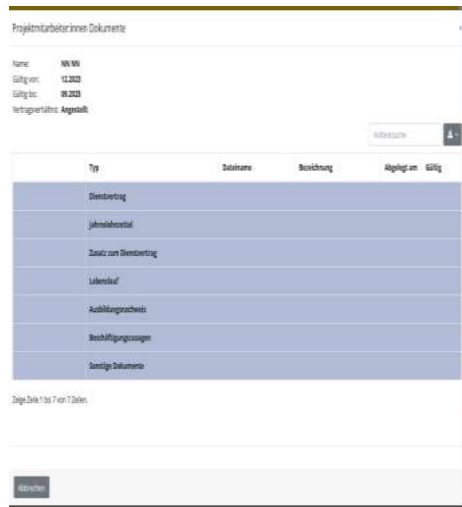 Projektmitarbeiter:innen Dokumente
Name: NN NN
Gültig von: 12.2023
Gültig bis: 09.2023
Vertragsverhältnis: Angestellt
Volltextsuche
Typ Dateiname Bezeichnung Abgelegt am Gültig
Dienstvertrag
Jahreslohnzettel
Zusatz zum Dienstvertrag
Lebenslauf
Ausbildungsnachweis
Beschäftigungszusagen
Sonstige Dokumente
Zeige Zeile 1 bis 7 von 7 Zeilen.
Abbrechen